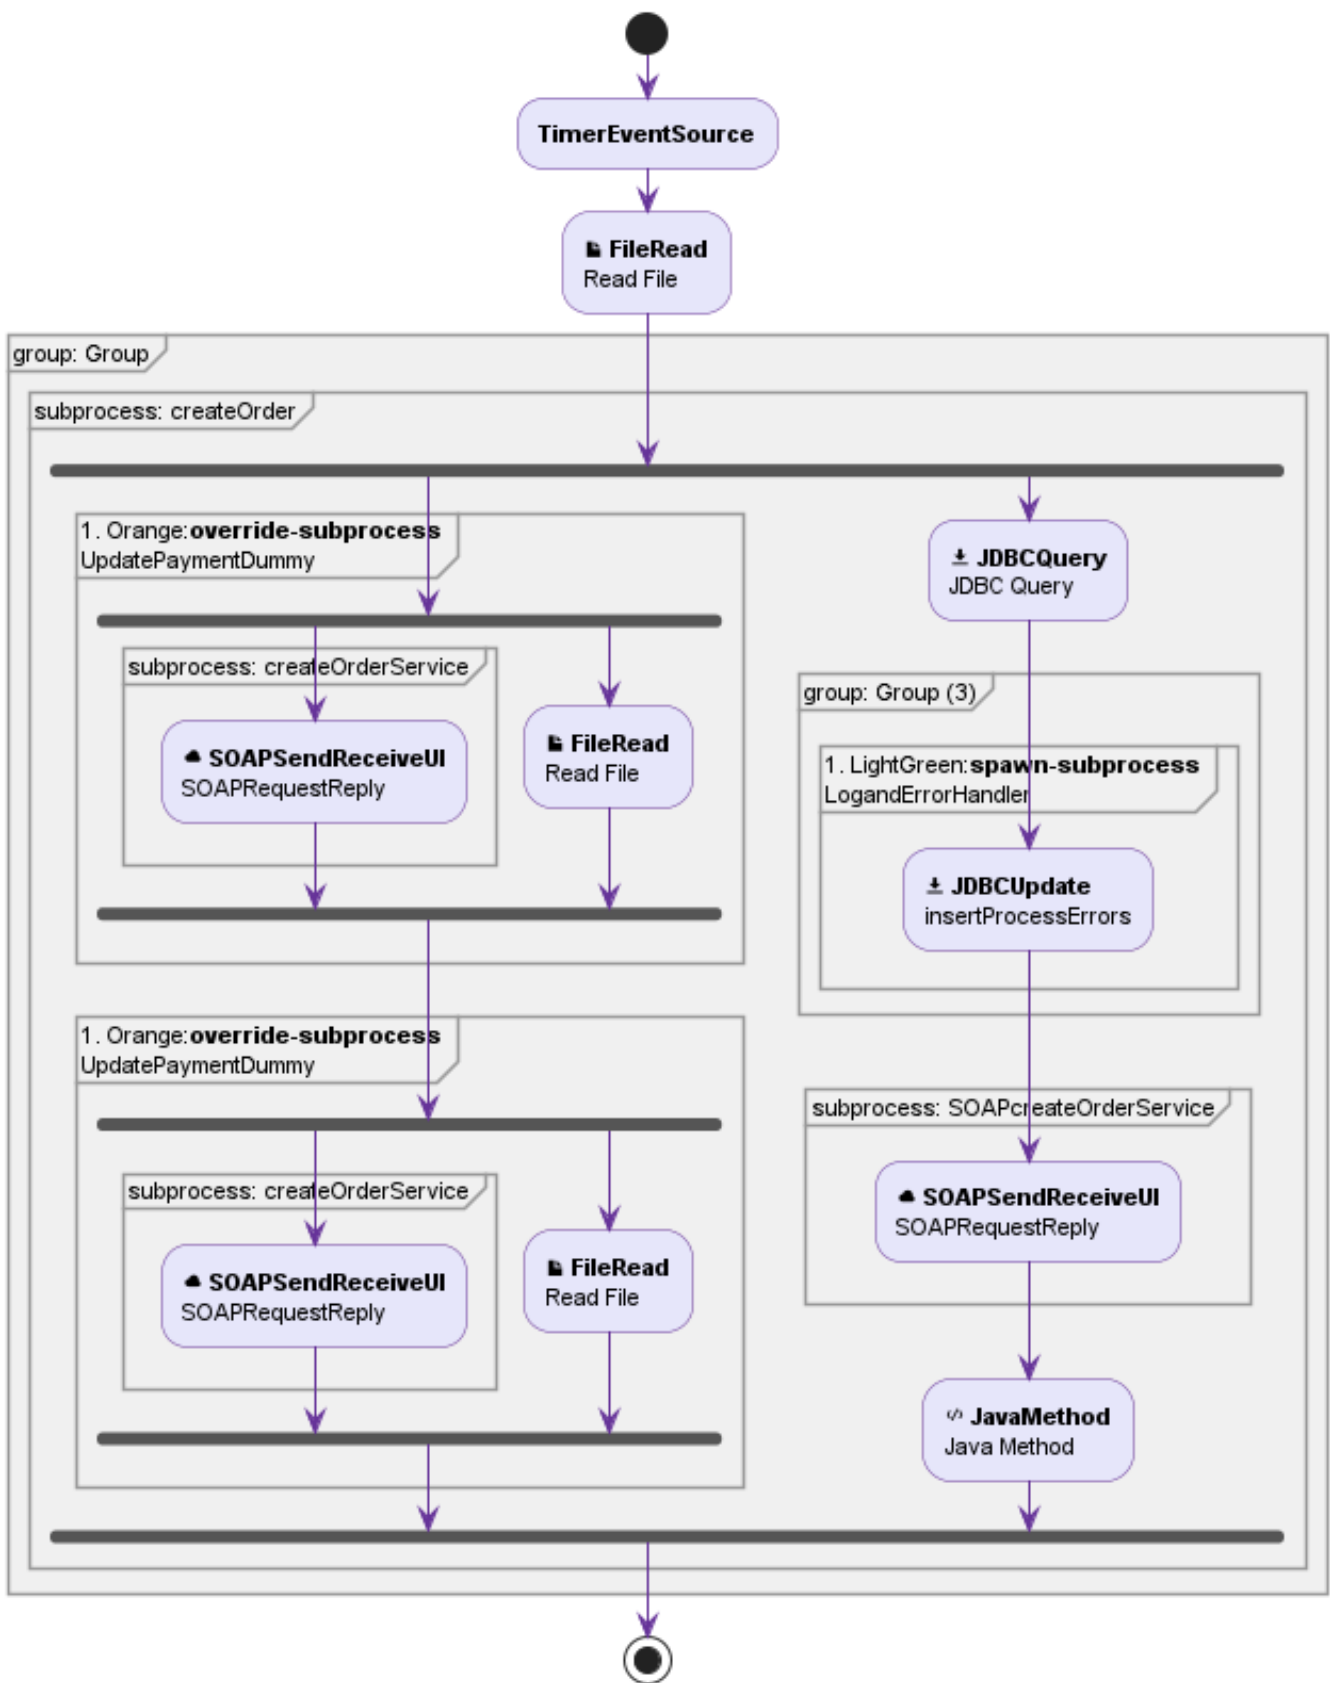 TimerEventSource
FileRead
Read File
group: Group
subprocess: createOrder
1. Orange:override-subprocess
UpdatePaymentDummy
subprocess: createOrderService
SOAPSendReceiveUI
SOAPRequestReply
FileRead
Read File
1. Orange:override-subprocess
UpdatePaymentDummy
subprocess: createOrderService
SOAPSendReceiveUI
SOAPRequestReply
FileRead
Read File
JDBCQuery
JDBC Query
group: Group (3)
1. LightGreen:spawn-subprocess
LogandErrorHandler
JDBCUpdate
insertProcessErrors
subprocess: SOAPcreateOrderService
SOAPSendReceiveUI
SOAPRequestReply
JavaMethod
Java Method